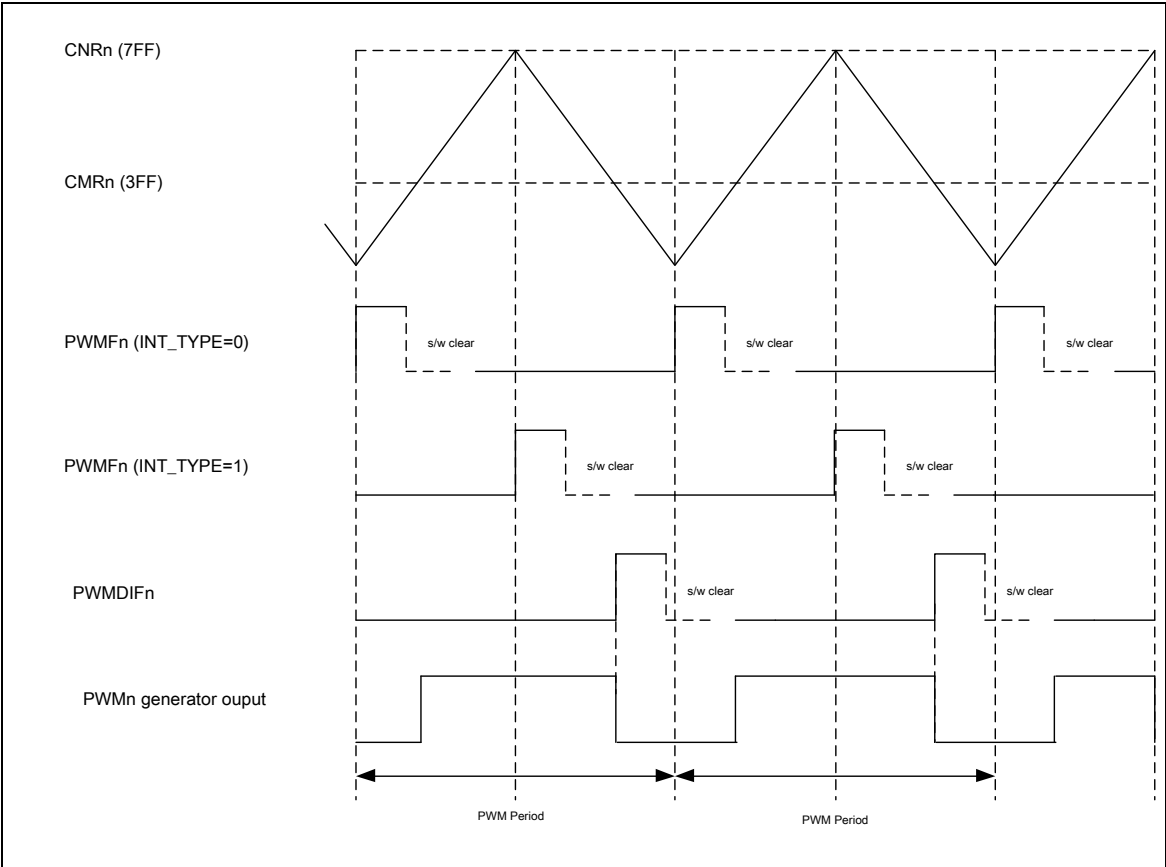 CNRn (7FF)
CMRn (3FF)
PWMFn (INT_TYPE=0)
s/w clear
s/w clear
s/w clear
PWMFn (INT_TYPE=1)
s/w clear
s/w clear
PWMDIFn
s/w clear
s/w clear
PWMn generator ouput
PWM Period
PWM Period